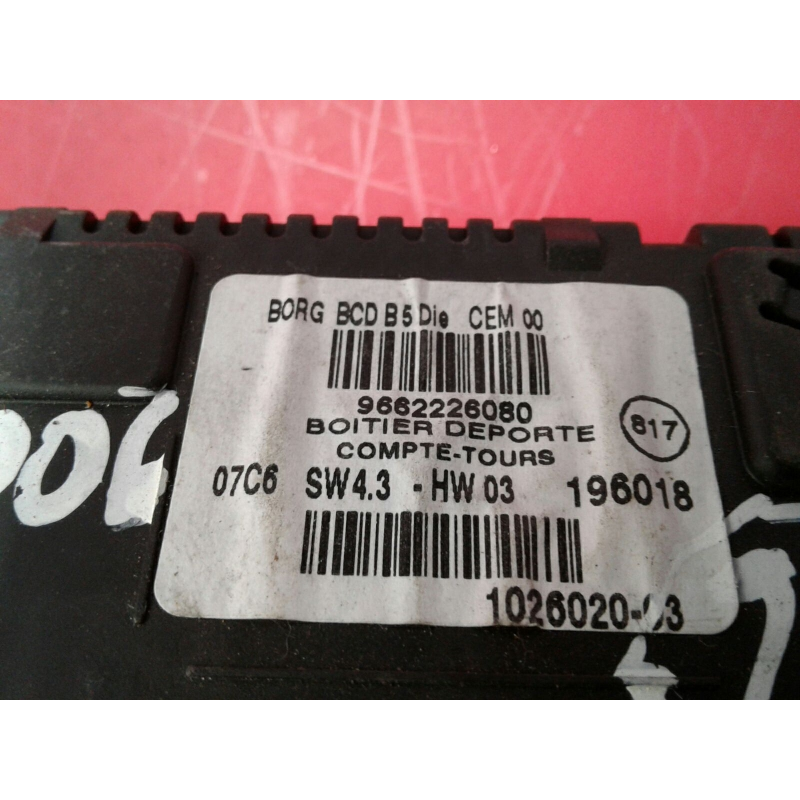 BORG BCD B5 Die CEM 00
9662226080
BOITIER DEPORTE
COMPTE-TOURS
817
07C6 SW4.3 - HW 03 196018
1026020-03